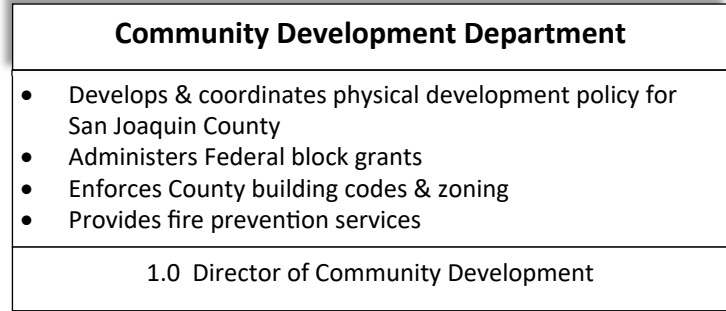 Community Development Department
• Develops & coordinates physical development policy for
San Joaquin County
• Administers Federal block grants
• Enforces County building codes & zoning
• Provides fire prevention services
1.0 Director of Community Development